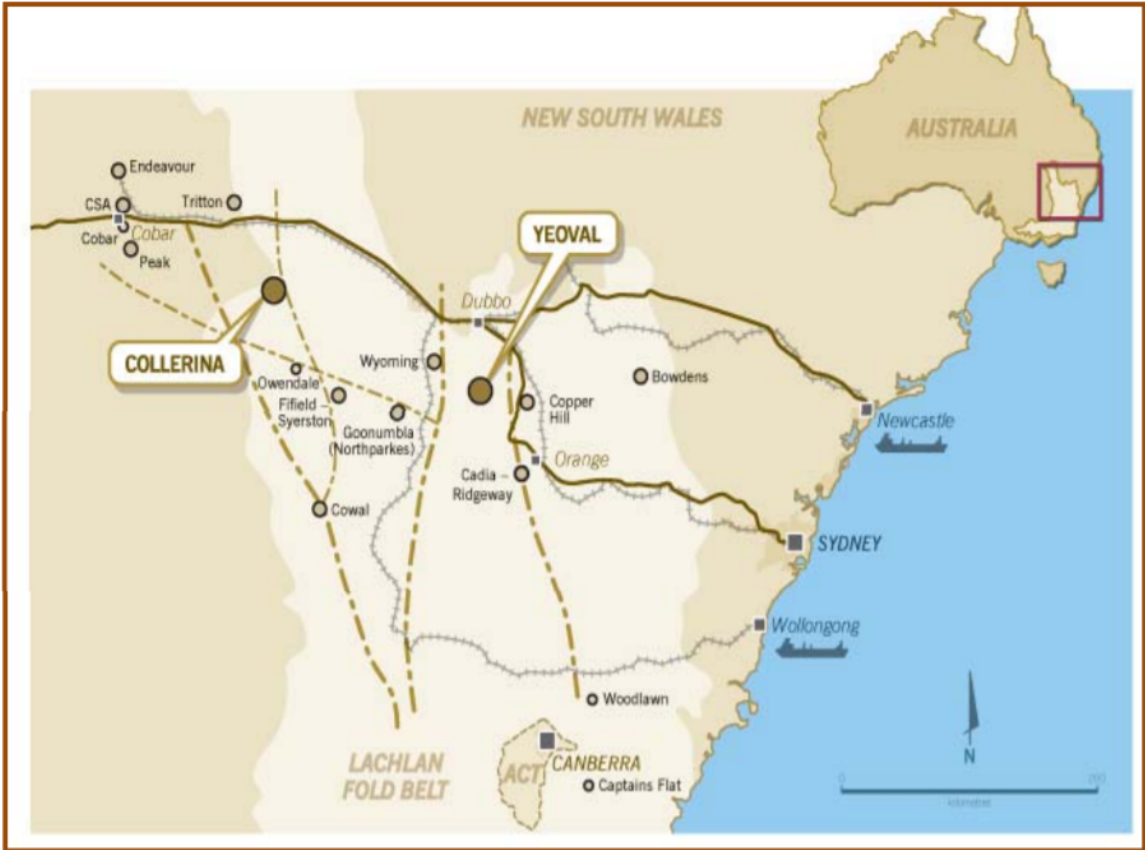 AUSTRALIA
NEW SOUTH WALES
Endeavour
CSA
Tritton
Cobar
Cobar
Peak
YEOVAL
Dubbo
COLLERINA
Wyoming
Owendale
Fifield –
Syerston
Goonumbla
(Northparkes)
Bowdens
Copper
Hill
Newcastle
Orange
Cadia –
Ridgeway
Cowal
SYDNEY
Wollongong
Woodlawn
LACHLAN
FOLD BELT
ACT
CANBERRA
Captains Flat
N
0
kilometres